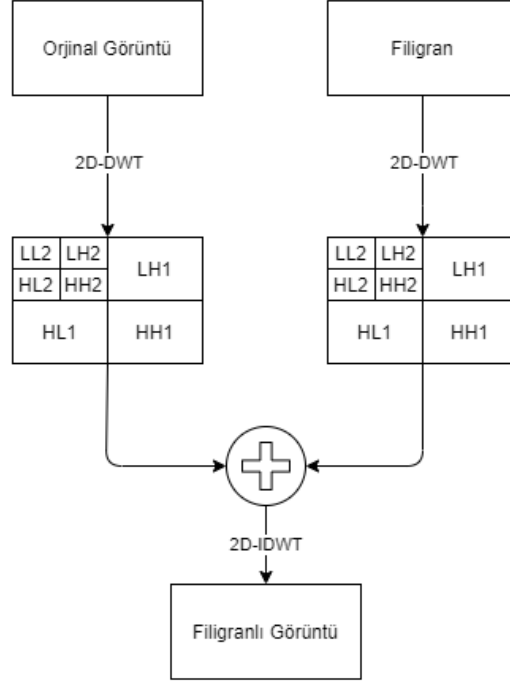 Orjinal Görüntü
Filigran
2D-DWT
2D-DWT
LL2 LH2 LH1
HL2 HH2
HL1 HH1
LL2 LH2 LH1
HL2 HH2
HL1 HH1
2D-IDWT
Filigranlı Görüntü